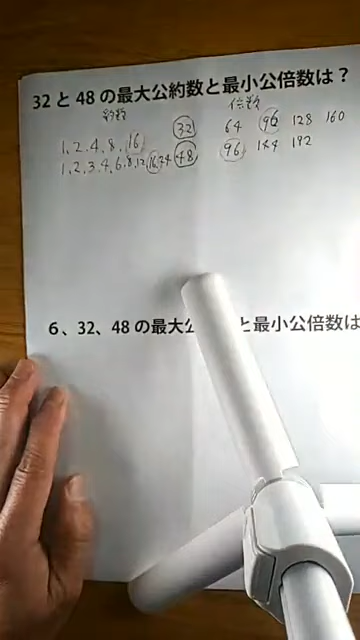 32 と 48 の最大公約数と最小公倍数は？
約数 倍数
1, 2, 4, 8, 16 32 64 96 128 160
1, 2, 3, 4, 6, 8, 12, 16, 24 48 96 144 192
6、32、48 の最大公 と最小公倍数は